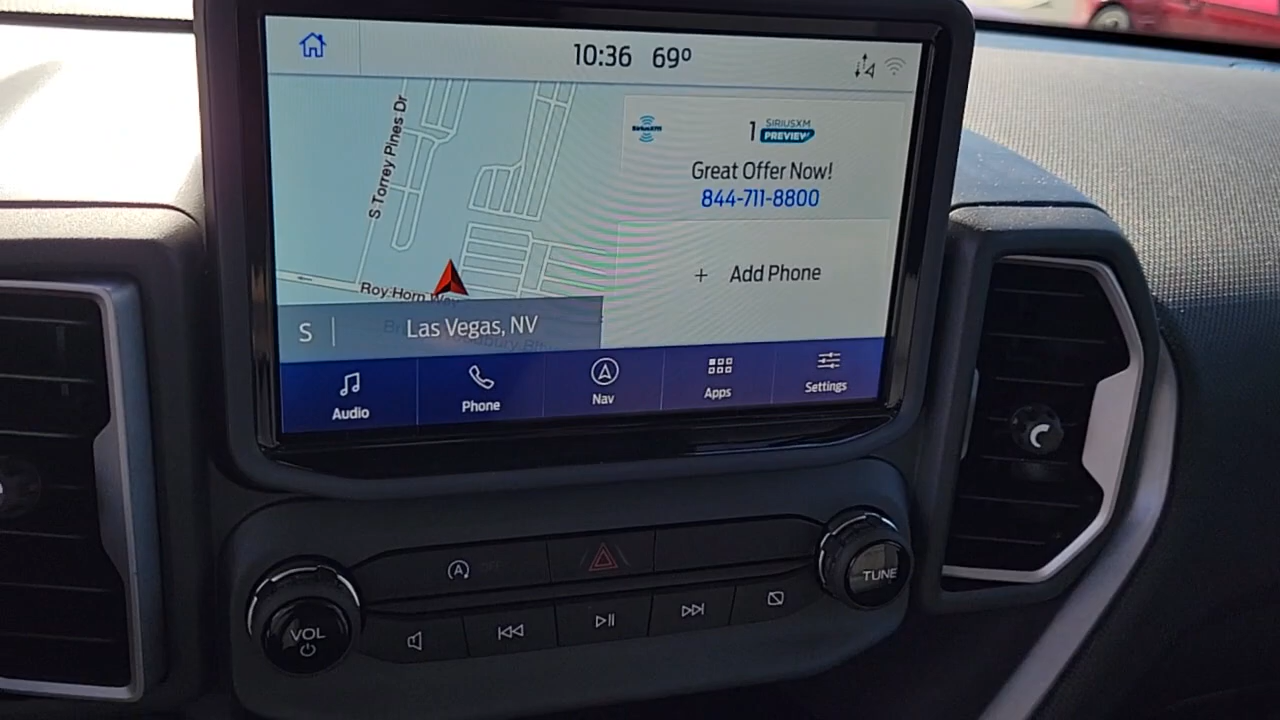 10:36 69º
S Torrey Pines Dr
SiriusXM
1 SIRIUSXM
PREVIEW
Great Offer Now!
844-711-8800
+ Add Phone
Roy Horn
S | Las Vegas, NV
Audio
Phone
Nav
Apps
Settings
A OFF
VOL
TUNE